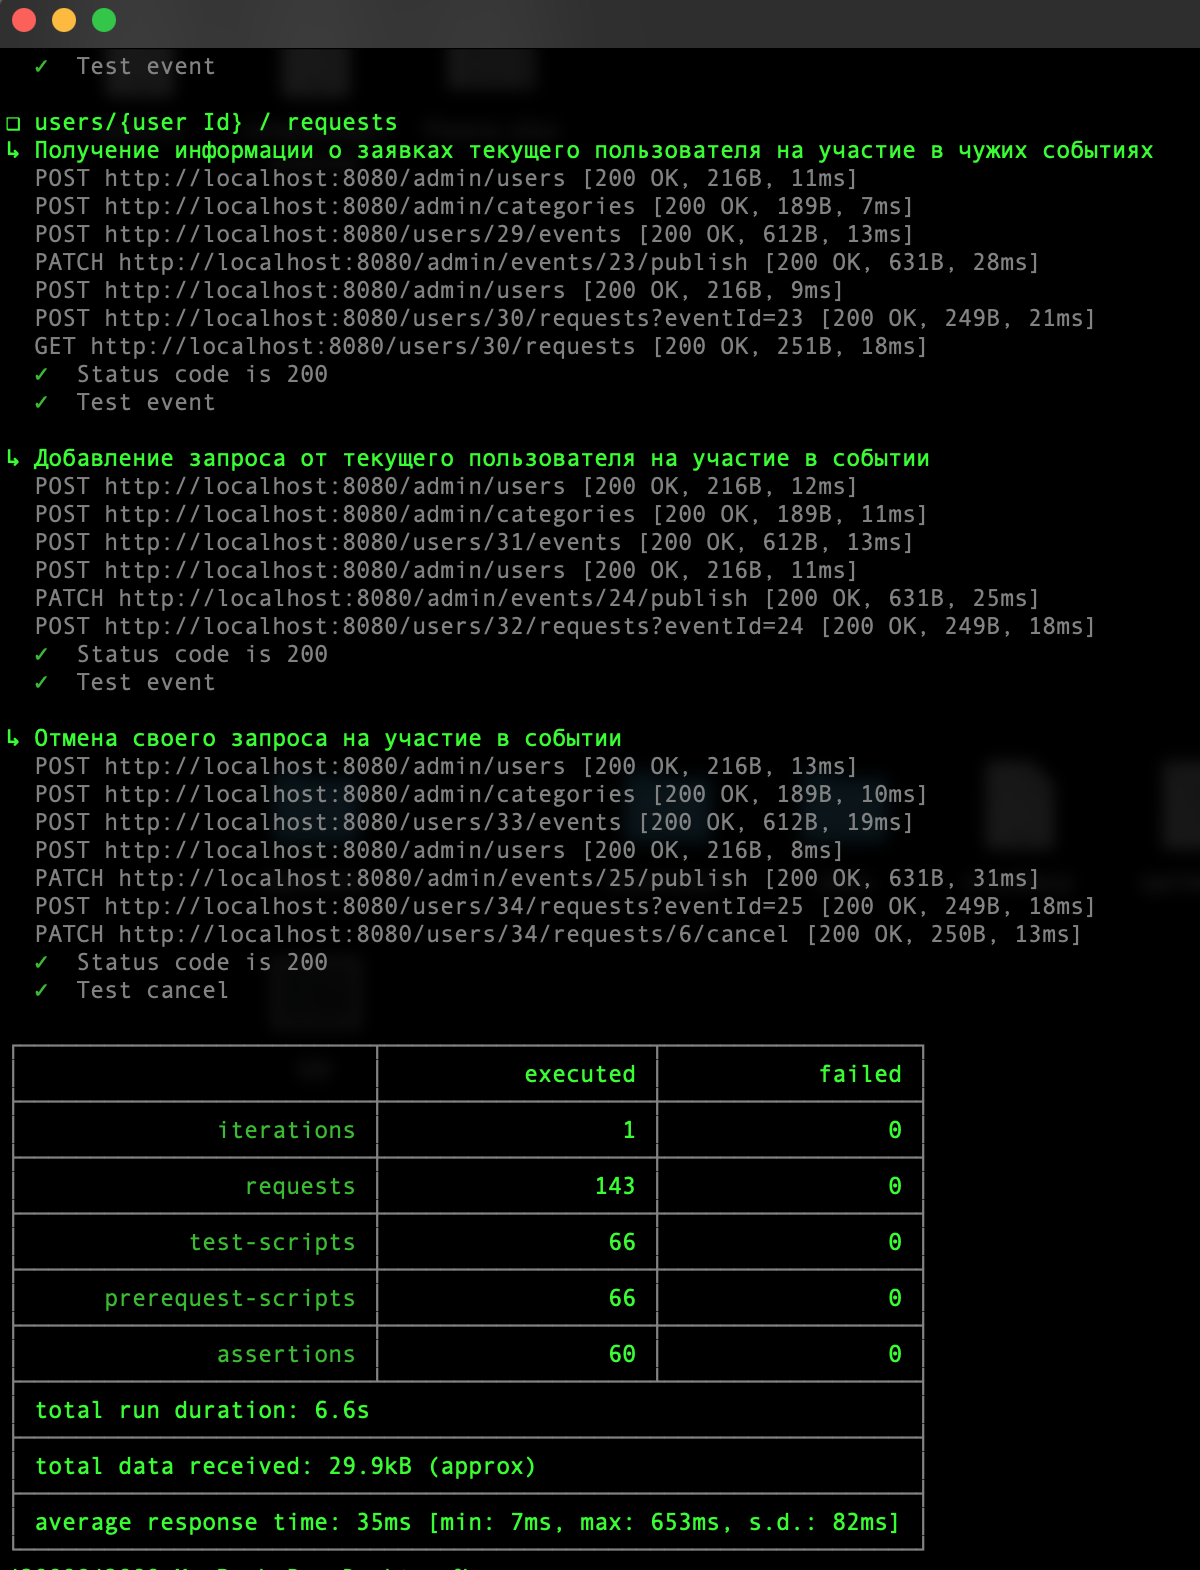 ✓ Test event
❏ users/{user Id} / requests
↳ Получение информации о заявках текущего пользователя на участие в чужих событиях
POST http://localhost:8080/admin/users [200 OK, 216B, 11ms]
POST http://localhost:8080/admin/categories [200 OK, 189B, 7ms]
POST http://localhost:8080/users/29/events [200 OK, 612B, 13ms]
PATCH http://localhost:8080/admin/events/23/publish [200 OK, 631B, 28ms]
POST http://localhost:8080/admin/users [200 OK, 216B, 9ms]
POST http://localhost:8080/users/30/requests?eventId=23 [200 OK, 249B, 21ms]
GET http://localhost:8080/users/30/requests [200 OK, 251B, 18ms]
✓ Status code is 200
✓ Test event
↳ Добавление запроса от текущего пользователя на участие в событии
POST http://localhost:8080/admin/users [200 OK, 216B, 12ms]
POST http://localhost:8080/admin/categories [200 OK, 189B, 11ms]
POST http://localhost:8080/users/31/events [200 OK, 612B, 13ms]
POST http://localhost:8080/admin/users [200 OK, 216B, 11ms]
PATCH http://localhost:8080/admin/events/24/publish [200 OK, 631B, 25ms]
POST http://localhost:8080/users/32/requests?eventId=24 [200 OK, 249B, 18ms]
✓ Status code is 200
✓ Test event
↳ Отмена своего запроса на участие в событии
POST http://localhost:8080/admin/users [200 OK, 216B, 13ms]
POST http://localhost:8080/admin/categories [200 OK, 189B, 10ms]
POST http://localhost:8080/users/33/events [200 OK, 612B, 19ms]
POST http://localhost:8080/admin/users [200 OK, 216B, 8ms]
PATCH http://localhost:8080/admin/events/25/publish [200 OK, 631B, 31ms]
POST http://localhost:8080/users/34/requests?eventId=25 [200 OK, 249B, 18ms]
PATCH http://localhost:8080/users/34/requests/6/cancel [200 OK, 250B, 13ms]
✓ Status code is 200
✓ Test cancel
executed failed
iterations 1 0
requests 143 0
test-scripts 66 0
prerequest-scripts 66 0
assertions 60 0
total run duration: 6.6s
total data received: 29.9kB (approx)
average response time: 35ms [min: 7ms, max: 653ms, s.d.: 82ms]